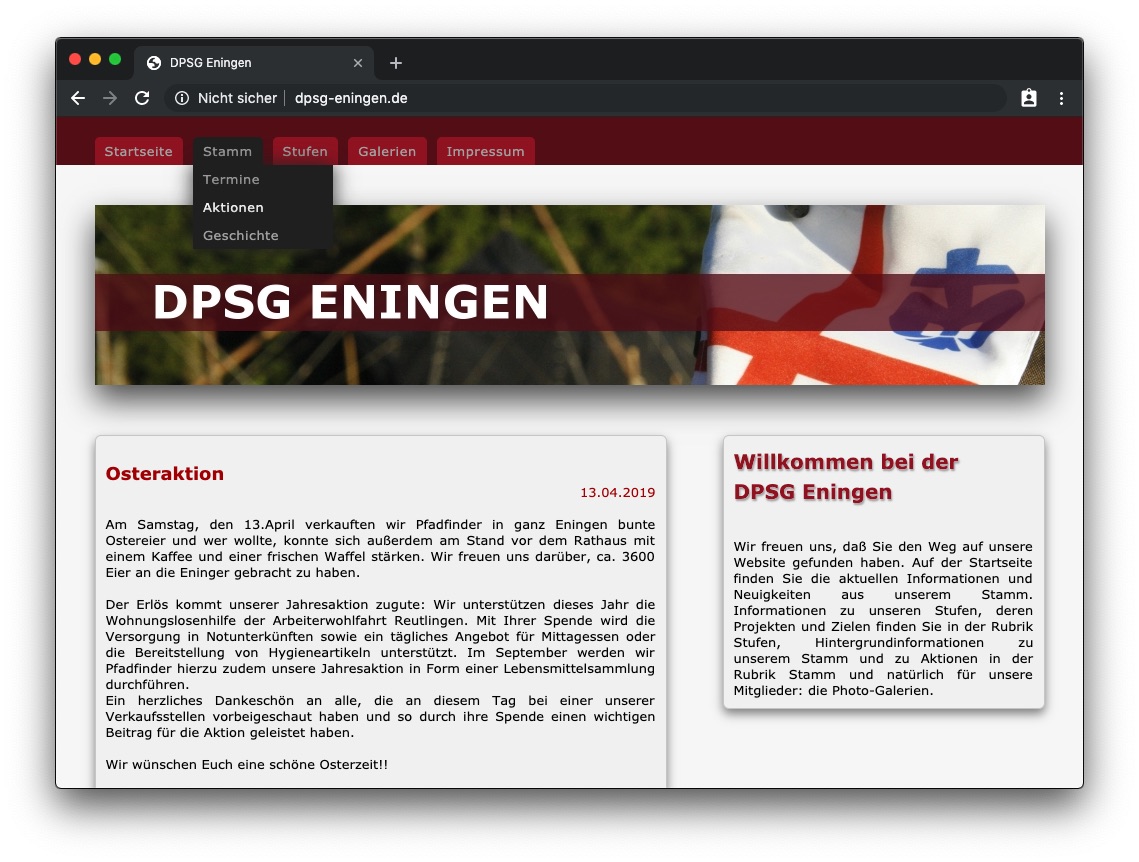 DPSG Eningen
Nicht sicher | dpsg-eningen.de
Startseite Stamm Stufen Galerien Impressum
Termine
Aktionen
Geschichte
DPSG ENINGEN
Osteraktion
13.04.2019
Am Samstag, den 13.April verkauften wir Pfadfinder in ganz Eningen bunte
Ostereier und wer wollte, konnte sich außerdem am Stand vor dem Rathaus mit
einem Kaffee und einer frischen Waffel stärken. Wir freuen uns darüber, ca. 3600
Eier an die Eninger gebracht zu haben.
Der Erlös kommt unserer Jahresaktion zugute: Wir unterstützen dieses Jahr die
Wohnungslosenhilfe der Arbeiterwohlfahrt Reutlingen. Mit Ihrer Spende wird die
Versorgung in Notunterkünften sowie ein tägliches Angebot für Mittagessen oder
die Bereitstellung von Hygieneartikeln unterstützt. Im September werden wir
Pfadfinder hierzu zudem unsere Jahresaktion in Form einer Lebensmittelsammlung
durchführen.
Ein herzliches Dankeschön an alle, die an diesem Tag bei einer unserer
Verkaufsstellen vorbeigeschaut haben und so durch ihre Spende einen wichtigen
Beitrag für die Aktion geleistet haben.
Wir wünschen Euch eine schöne Osterzeit!!
Willkommen bei der
DPSG Eningen
Wir freuen uns, daß Sie den Weg auf unsere
Website gefunden haben. Auf der Startseite
finden Sie die aktuellen Informationen und
Neuigkeiten aus unserem Stamm.
Informationen zu unseren Stufen, deren
Projekten und Zielen finden Sie in der Rubrik
Stufen, Hintergrundinformationen zu
unserem Stamm und zu Aktionen in der
Rubrik Stamm und natürlich für unsere
Mitglieder: die Photo-Galerien.